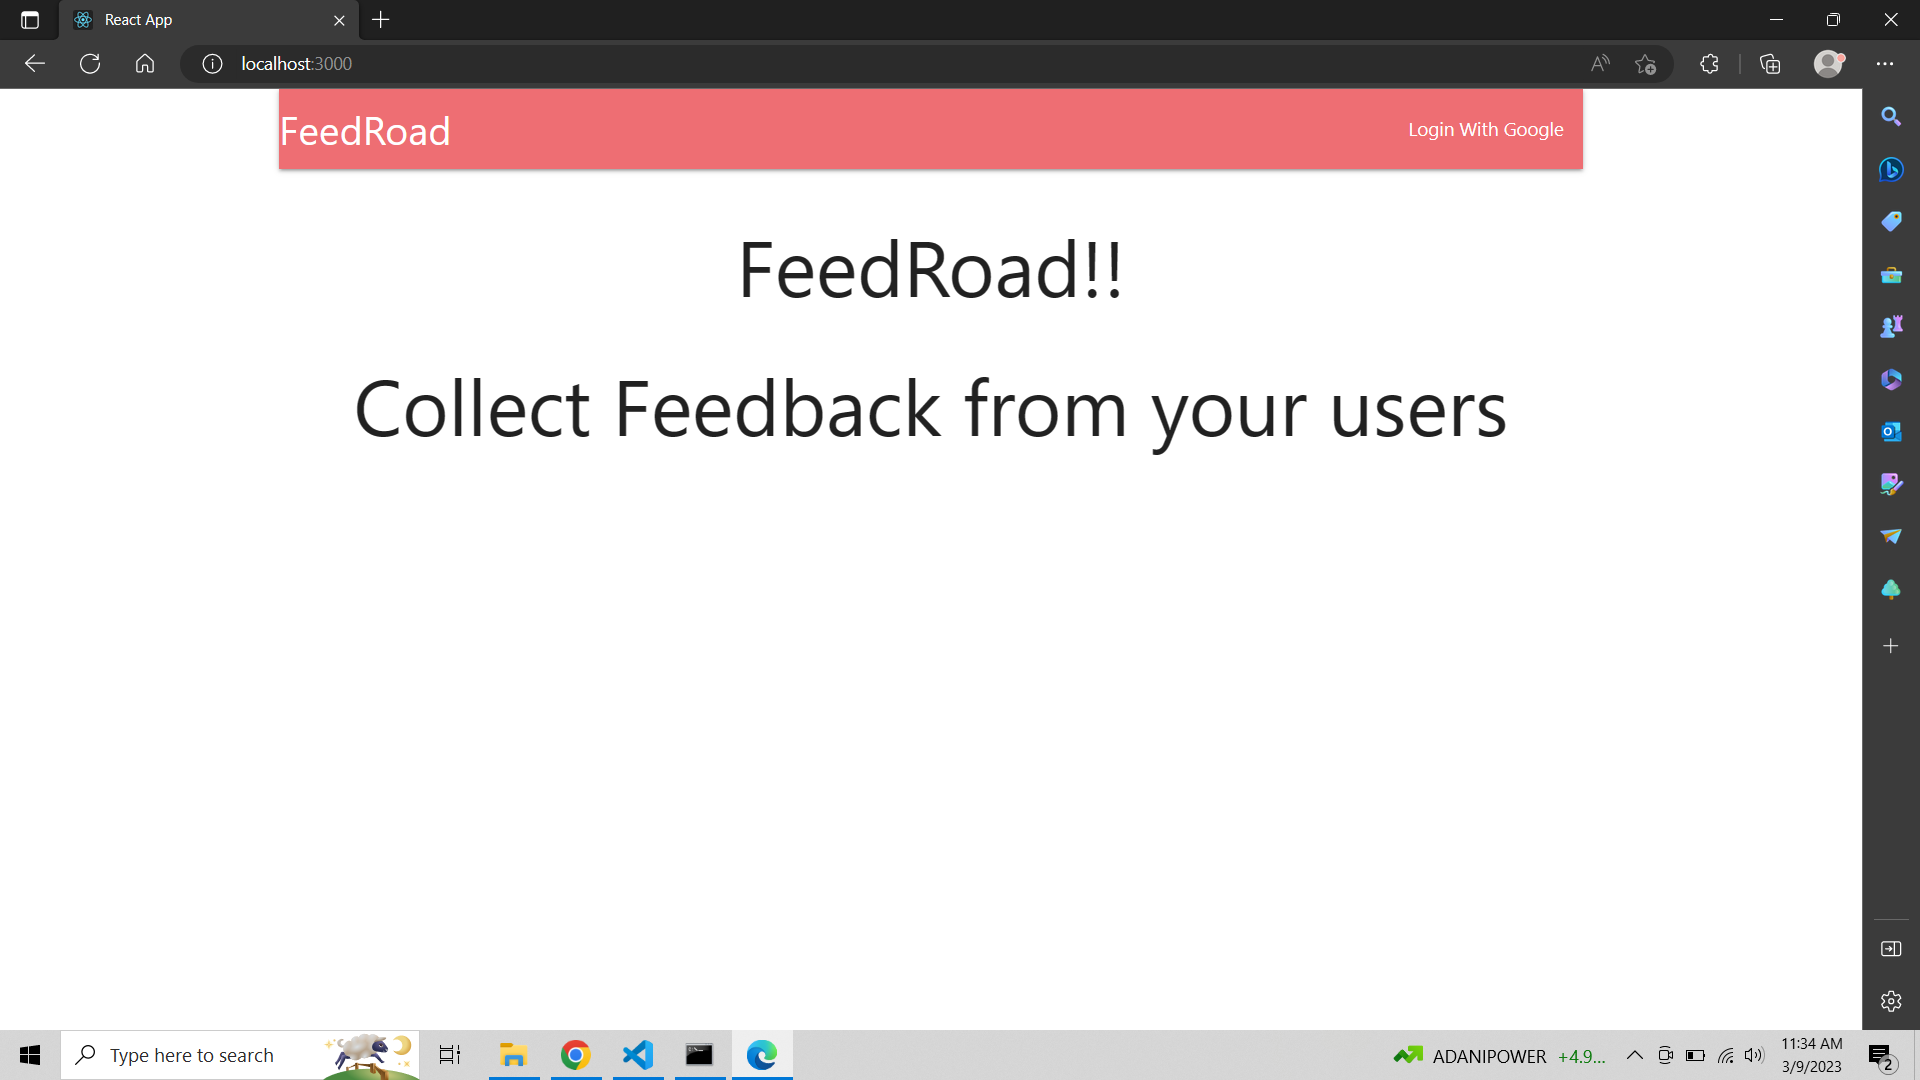 React App
localhost:3000
FeedRoad
Login With Google
FeedRoad!!
Collect Feedback from your users
Type here to search
ADANIPOWER +4.9...
11:34 AM
3/9/2023
2